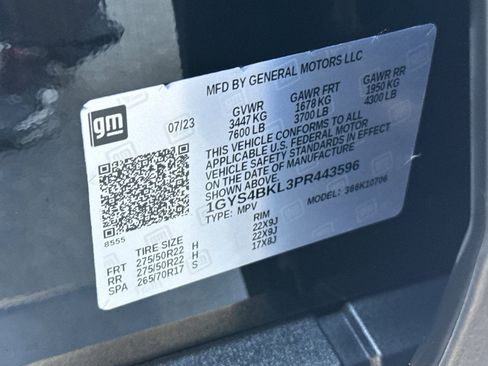 MFD BY GENERAL MOTORS LLC
gm
07/23
GVWR GAWR FRT GAWR RR
3447 KG 1678 KG 1950 KG
7600 LB 3700 LB 4300 LB
THIS VEHICLE CONFORMS TO ALL
APPLICABLE U.S. FEDERAL MOTOR
VEHICLE SAFETY STANDARDS IN EFFECT
ON THE DATE OF MANUFACTURE
SHOWN ABOVE.
1GYS4BKL3PR443596
TYPE: MPV MODEL: 366K10706
8555
TIRE SIZE RIM
FRT 275/50R22 H 22X9J
RR 275/50R22 H 22X9J
SPA 265/70R17 S 17X8J